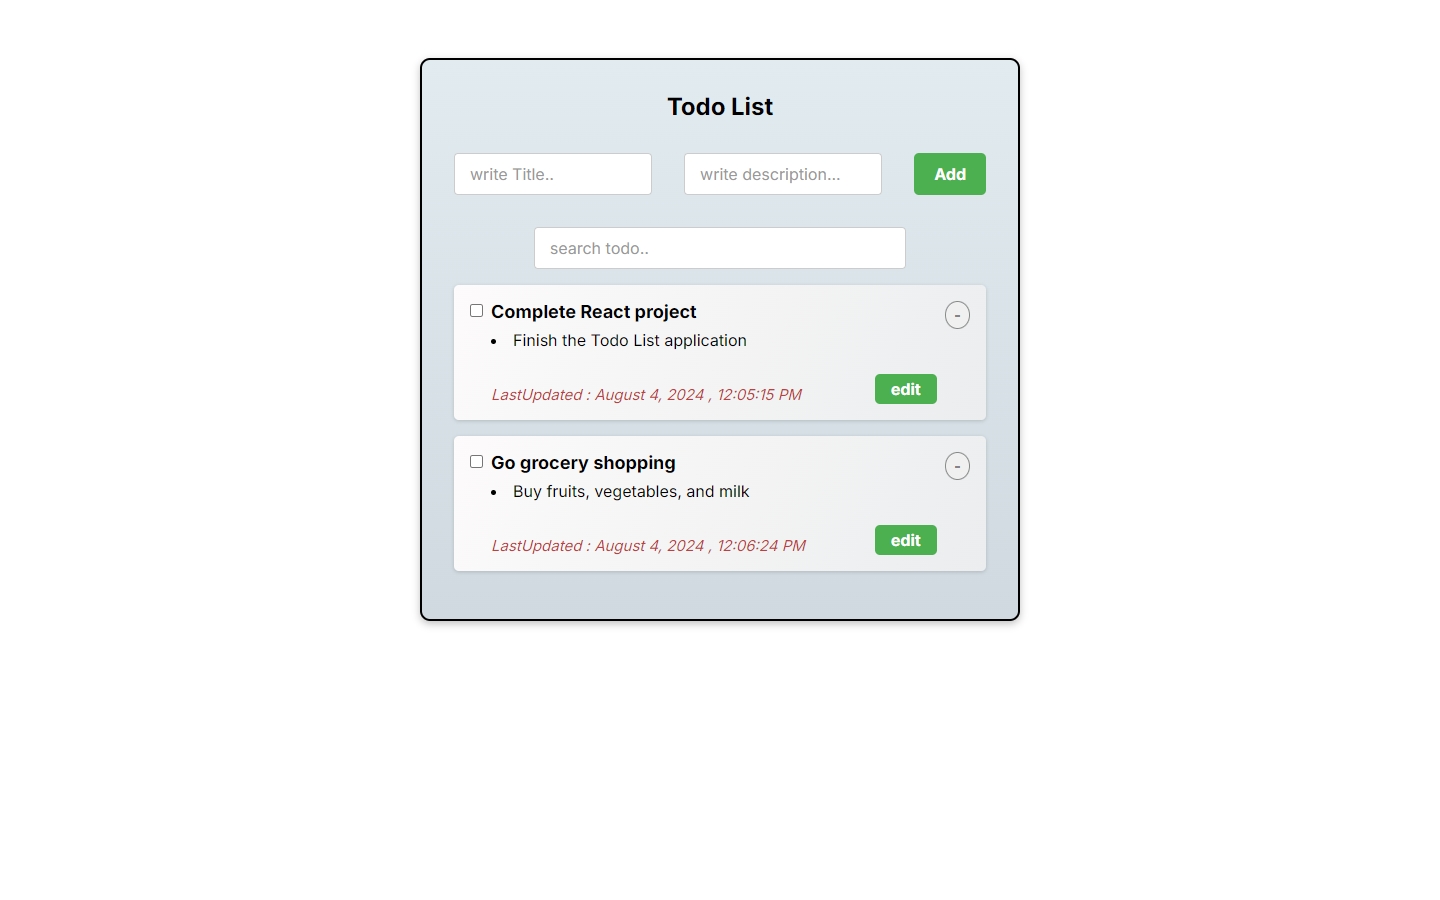 Todo List
write Title..
write description...
Add
search todo..
Complete React project
-
• Finish the Todo List application
LastUpdated : August 4, 2024 , 12:05:15 PM
edit
Go grocery shopping
-
• Buy fruits, vegetables, and milk
LastUpdated : August 4, 2024 , 12:06:24 PM
edit